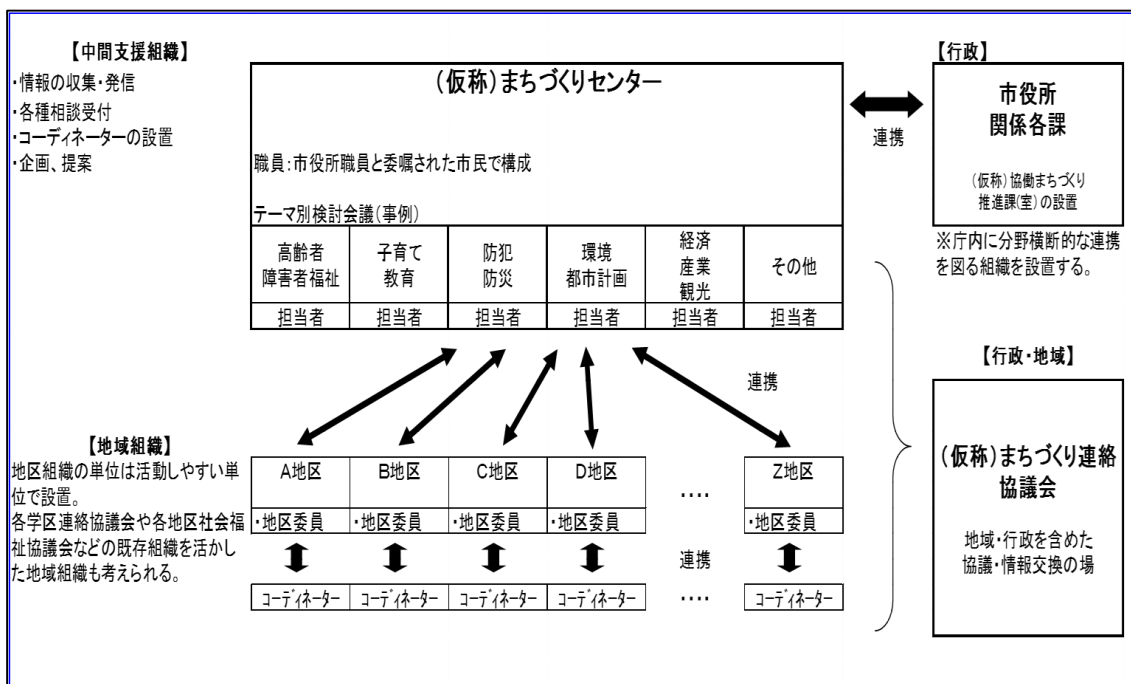 【中間支援組織】
・情報の収集・発信
・各種相談受付
・コーディネーターの設置
・企画、提案
(仮称)まちづくりセンター
職員:市役所職員と委嘱された市民で構成
テーマ別検討会議(事例)
高齢者
障害者福祉
子育て
教育
防犯
防災
環境
都市計画
経済
産業
観光
その他
担当者
担当者
担当者
担当者
担当者
担当者
連携
【行政】
市役所
関係各課
(仮称)協働まちづくり
推進課(室)の設置
※庁内に分野横断的な連携
を図る組織を設置する。
連携
【地域組織】
地区組織の単位は活動しやすい単
位で設置。
各学区連絡協議会や各地区社会福
祉協議会などの既存組織を活かし
た地域組織も考えられる。
A地区
B地区
C地区
D地区
‥‥
Z地区
・地区委員
・地区委員
・地区委員
・地区委員
・地区委員
連携
コーディネーター
コーディネーター
コーディネーター
コーディネーター
‥‥
コーディネーター
【行政・地域】
(仮称)まちづくり連絡
協議会
地域・行政を含めた
協議・情報交換の場